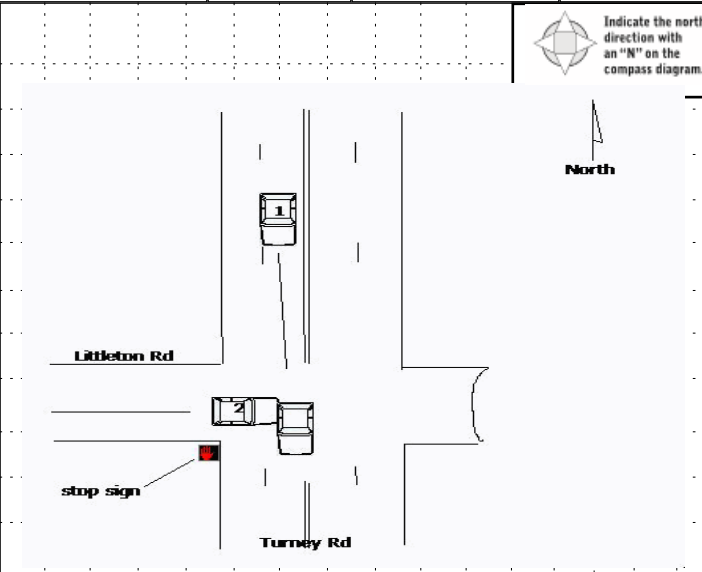 Indicate the north
direction with
an “N” on the
compass diagram.
North
1
Littleton Rd
2
stop sign
Turney Rd